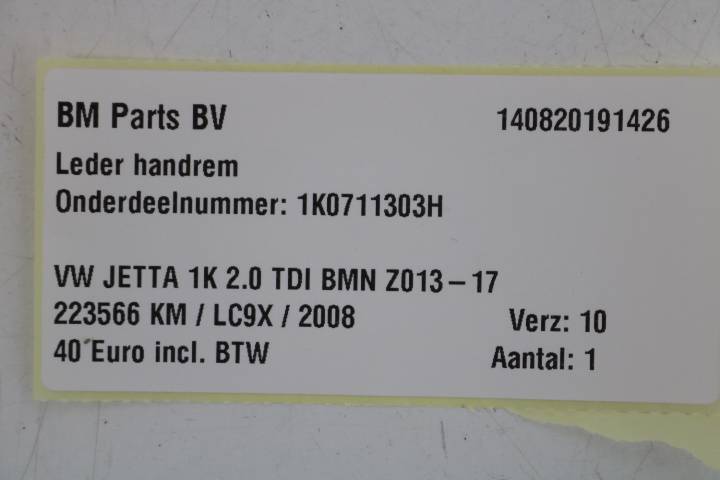 BM Parts BV 140820191426
Leder handrem
Onderdeelnummer: 1K0711303H
VW JETTA 1K 2.0 TDI BMN Z013-17
223566 KM / LC9X / 2008 Verz: 10
40 Euro incl. BTW Aantal: 1